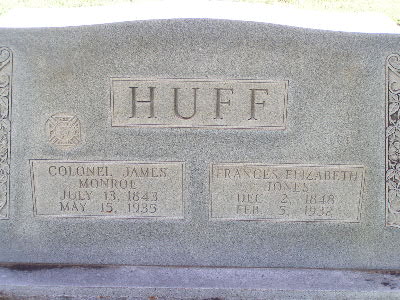 HUFF
COLONEL JAMES
MONROE
JULY 13, 1843
MAY 15, 1935
FRANCES ELIZABETH
JONES
DEC. 2, 1848
FEB. 5, 1932